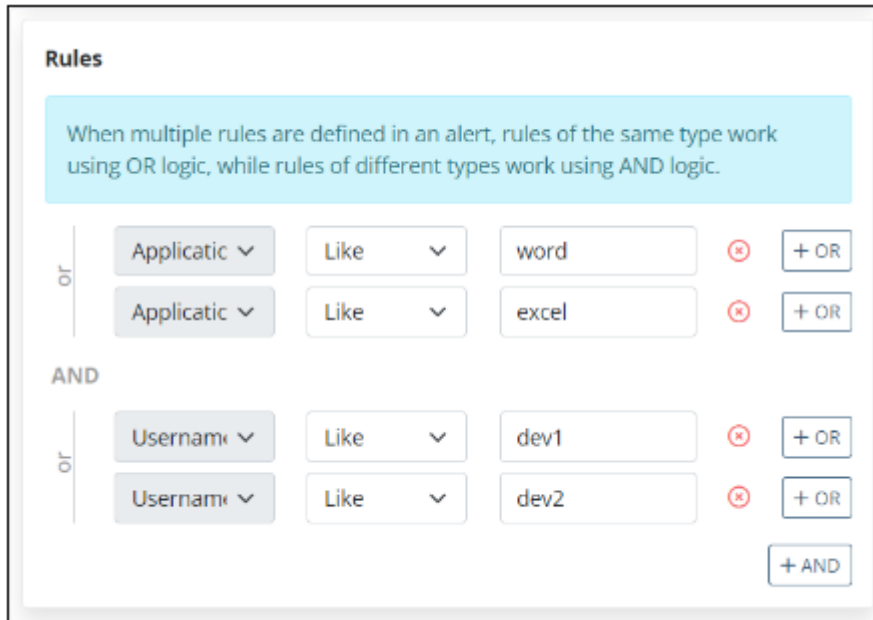 Rules
When multiple rules are defined in an alert, rules of the same type work
using OR logic, while rules of different types work using AND logic.
or
Applicatic Like word + OR
Applicatic Like excel + OR
AND
or
Username Like dev1 + OR
Username Like dev2 + OR
+ AND